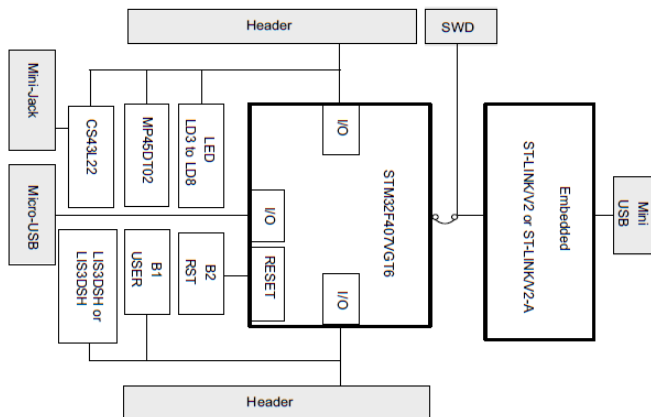 Header
SWD
Mini-Jack
CS43L22
MP45DT02
LED
LD3 to LD8
I/O
STM32F407VGT6
Embedded
ST-LINK/V2 or ST-LINK/V2-A
Mini
USB
Micro-USB
I/O
LIS3DSH or
LIS3DSH
B1
USER
B2
RST
RESET
I/O
Header